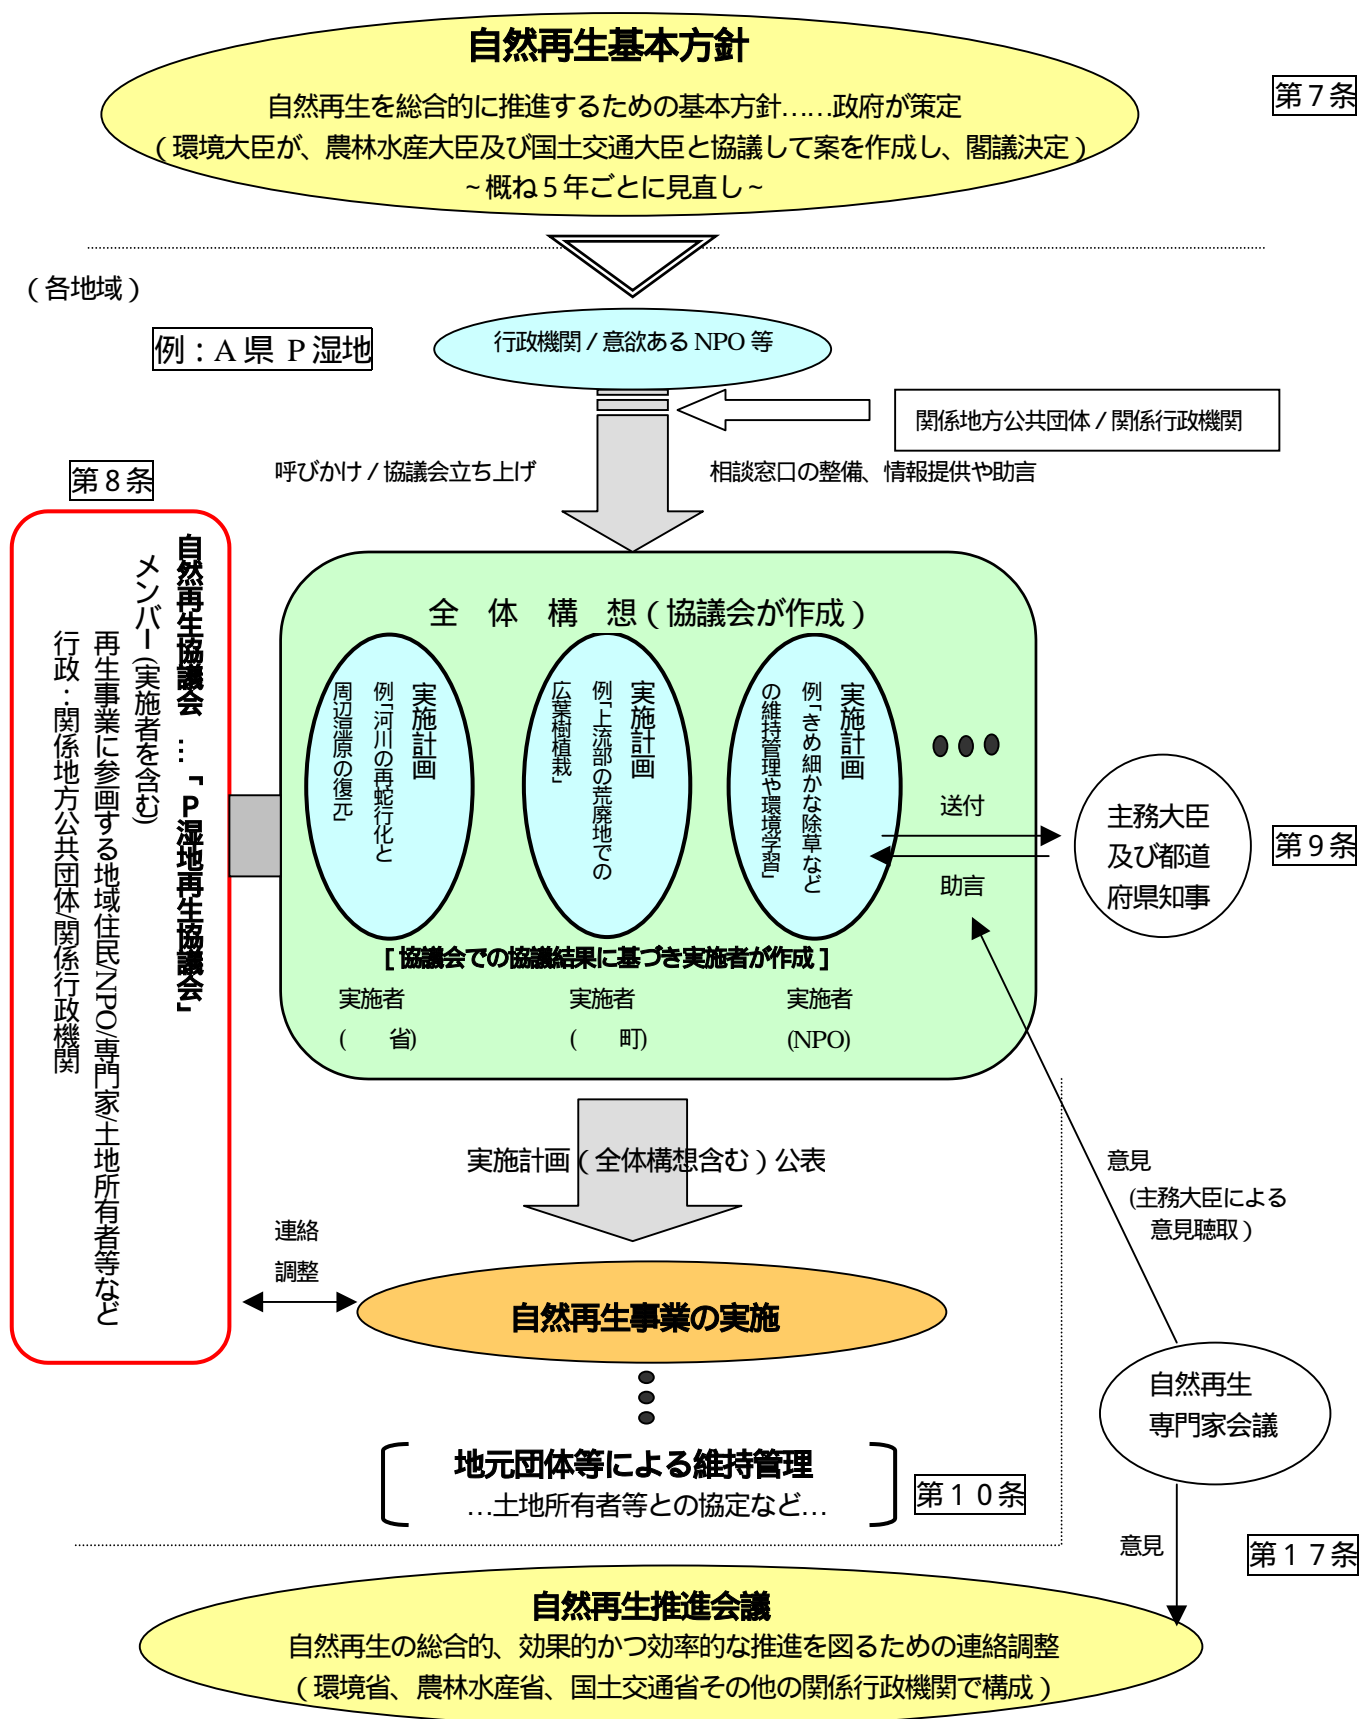 自然再生基本方針
自然再生を総合的に推進するための基本方針……政府が策定
（環境大臣が、農林水産大臣及び国土交通大臣と協議して案を作成し、閣議決定）
～概ね５年ごとに見直し～
第７条
（各地域）
例：A 県 P 湿地
行政機関／意欲ある NPO 等
関係地方公共団体／関係行政機関
呼びかけ／協議会立ち上げ
相談窓口の整備、情報提供や助言
第８条
自然再生協議会 …「Ｐ湿地再生協議会」
メンバー(実施者を含む)
再生事業に参画する地域住民/NPO/専門家/土地所有者等など
行政：関係地方公共団体/関係行政機関
全 体 構 想（協議会が作成）
実施計画
例「河川の再蛇行化と
周辺湿原の復元」
実施計画
例「上流部の荒廃地での
広葉樹植栽」
実施計画
例「きめ細かな除草など
の維持管理や環境学習」
送付
助言
主務大臣
及び都道
府県知事
第９条
［協議会での協議結果に基づき実施者が作成］
実施者
(　　省)
実施者
(　　町)
実施者
(NPO)
実施計画（全体構想含む）公表
意見
(主務大臣による
意見聴取）
連絡
調整
自然再生事業の実施
自然再生
専門家会議
地元団体等による維持管理
…土地所有者等との協定など…
第１０条
意見
第１７条
自然再生推進会議
自然再生の総合的、効果的かつ効率的な推進を図るための連絡調整
（環境省、農林水産省、国土交通省その他の関係行政機関で構成）